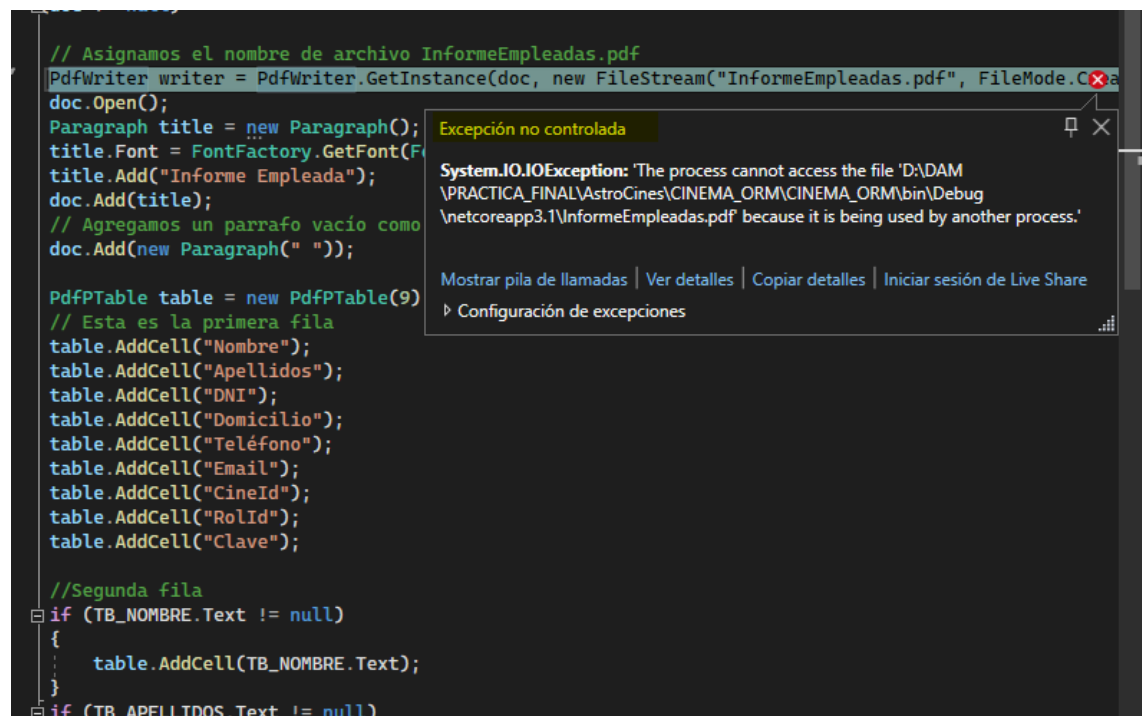 // Asignamos el nombre de archivo InformeEmpleadas.pdf
PdfWriter writer = PdfWriter.GetInstance(doc, new FileStream("InformeEmpleadas.pdf", FileMode.C
doc.Open();
Paragraph title = new Paragraph();
title.Font = FontFactory.GetFont(F
title.Add("Informe Empleada");
doc.Add(title);
// Agregamos un parrafo vacío como
doc.Add(new Paragraph(" "));
Excepción no controlada
System.IO.IOException: 'The process cannot access the file 'D:\DAM
\PRACTICA_FINAL\AstroCines\CINEMA_ORM\CINEMA_ORM\bin\Debug
\netcoreapp3.1\InformeEmpleadas.pdf' because it is being used by another process.'
Mostrar pila de llamadas | Ver detalles | Copiar detalles | Iniciar sesión de Live Share
Configuración de excepciones
PdfPTable table = new PdfPTable(9)
// Esta es la primera fila
table.AddCell("Nombre");
table.AddCell("Apellidos");
table.AddCell("DNI");
table.AddCell("Domicilio");
table.AddCell("Teléfono");
table.AddCell("Email");
table.AddCell("CineId");
table.AddCell("RolId");
table.AddCell("Clave");
//Segunda fila
if (TB_NOMBRE.Text != null)
{
table.AddCell(TB_NOMBRE.Text);
}
if (TB_APELLIDOS.Text != null)